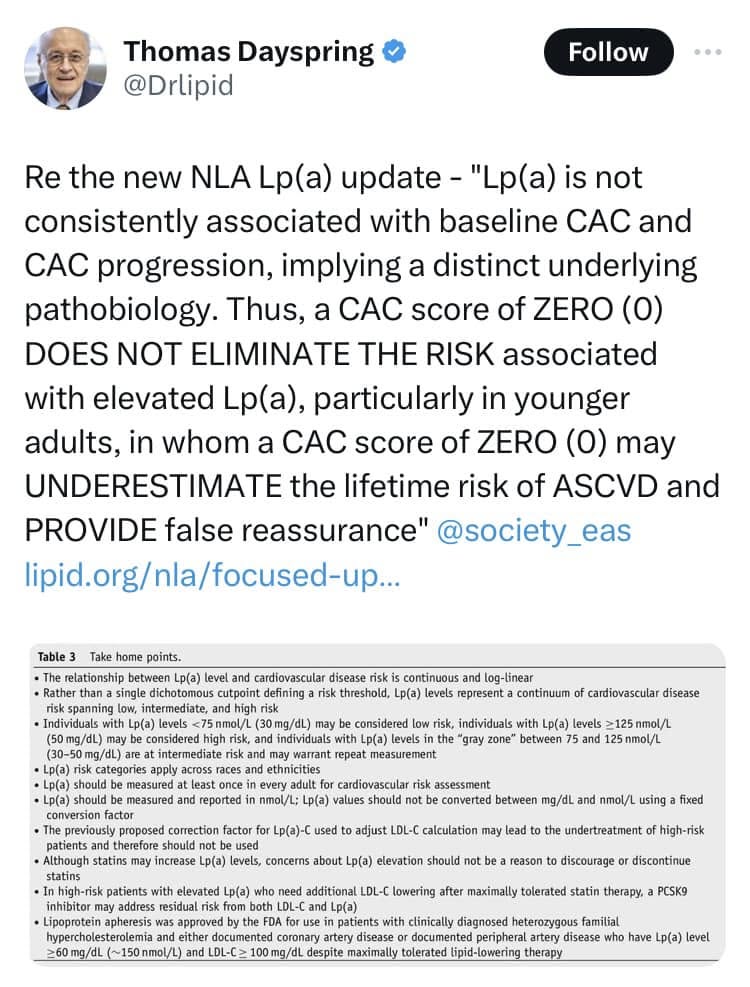 Thomas Dayspring
Follow
@Drlipid
Re the new NLA Lp(a) update - "Lp(a) is not
consistently associated with baseline CAC and
CAC progression, implying a distinct underlying
pathobiology. Thus, a CAC score of ZERO (0)
DOES NOT ELIMINATE THE RISK associated
with elevated Lp(a), particularly in younger
adults, in whom a CAC score of ZERO (0) may
UNDERESTIMATE the lifetime risk of ASCVD and
PROVIDE false reassurance" @society_eas
lipid.org/nla/focused-up...
Table 3 Take home points.
• The relationship between Lp(a) level and cardiovascular disease risk is continuous and log-linear
• Rather than a single dichotomous cutpoint defining a risk threshold, Lp(a) levels represent a continuum of cardiovascular disease
risk spanning low, intermediate, and high risk
• Individuals with Lp(a) levels <75 nmol/L (30 mg/dL) may be considered low risk, individuals with Lp(a) levels ≥125 nmol/L
(50 mg/dL) may be considered high risk, and individuals with Lp(a) levels in the "gray zone" between 75 and 125 nmol/L
(30–50 mg/dL) are at intermediate risk and may warrant repeat measurement
• Lp(a) risk categories apply across races and ethnicities
• Lp(a) should be measured at least once in every adult for cardiovascular risk assessment
• Lp(a) should be measured and reported in nmol/L; Lp(a) values should not be converted between mg/dL and nmol/L using a fixed
conversion factor
• The previously proposed correction factor for Lp(a)-C used to adjust LDL-C calculation may lead to the undertreatment of high-risk
patients and therefore should not be used
• Although statins may increase Lp(a) levels, concerns about Lp(a) elevation should not be a reason to discourage or discontinue
statins
• In high-risk patients with elevated Lp(a) who need additional LDL-C lowering after maximally tolerated statin therapy, a PCSK9
inhibitor may address residual risk from both LDL-C and Lp(a)
• Lipoprotein apheresis was approved by the FDA for use in patients with clinically diagnosed heterozygous familial
hypercholesterolemia and either documented coronary artery disease or documented peripheral artery disease who have Lp(a) level
≥60 mg/dL (~150 nmol/L) and LDL-C ≥ 100 mg/dL despite maximally tolerated lipid-lowering therapy